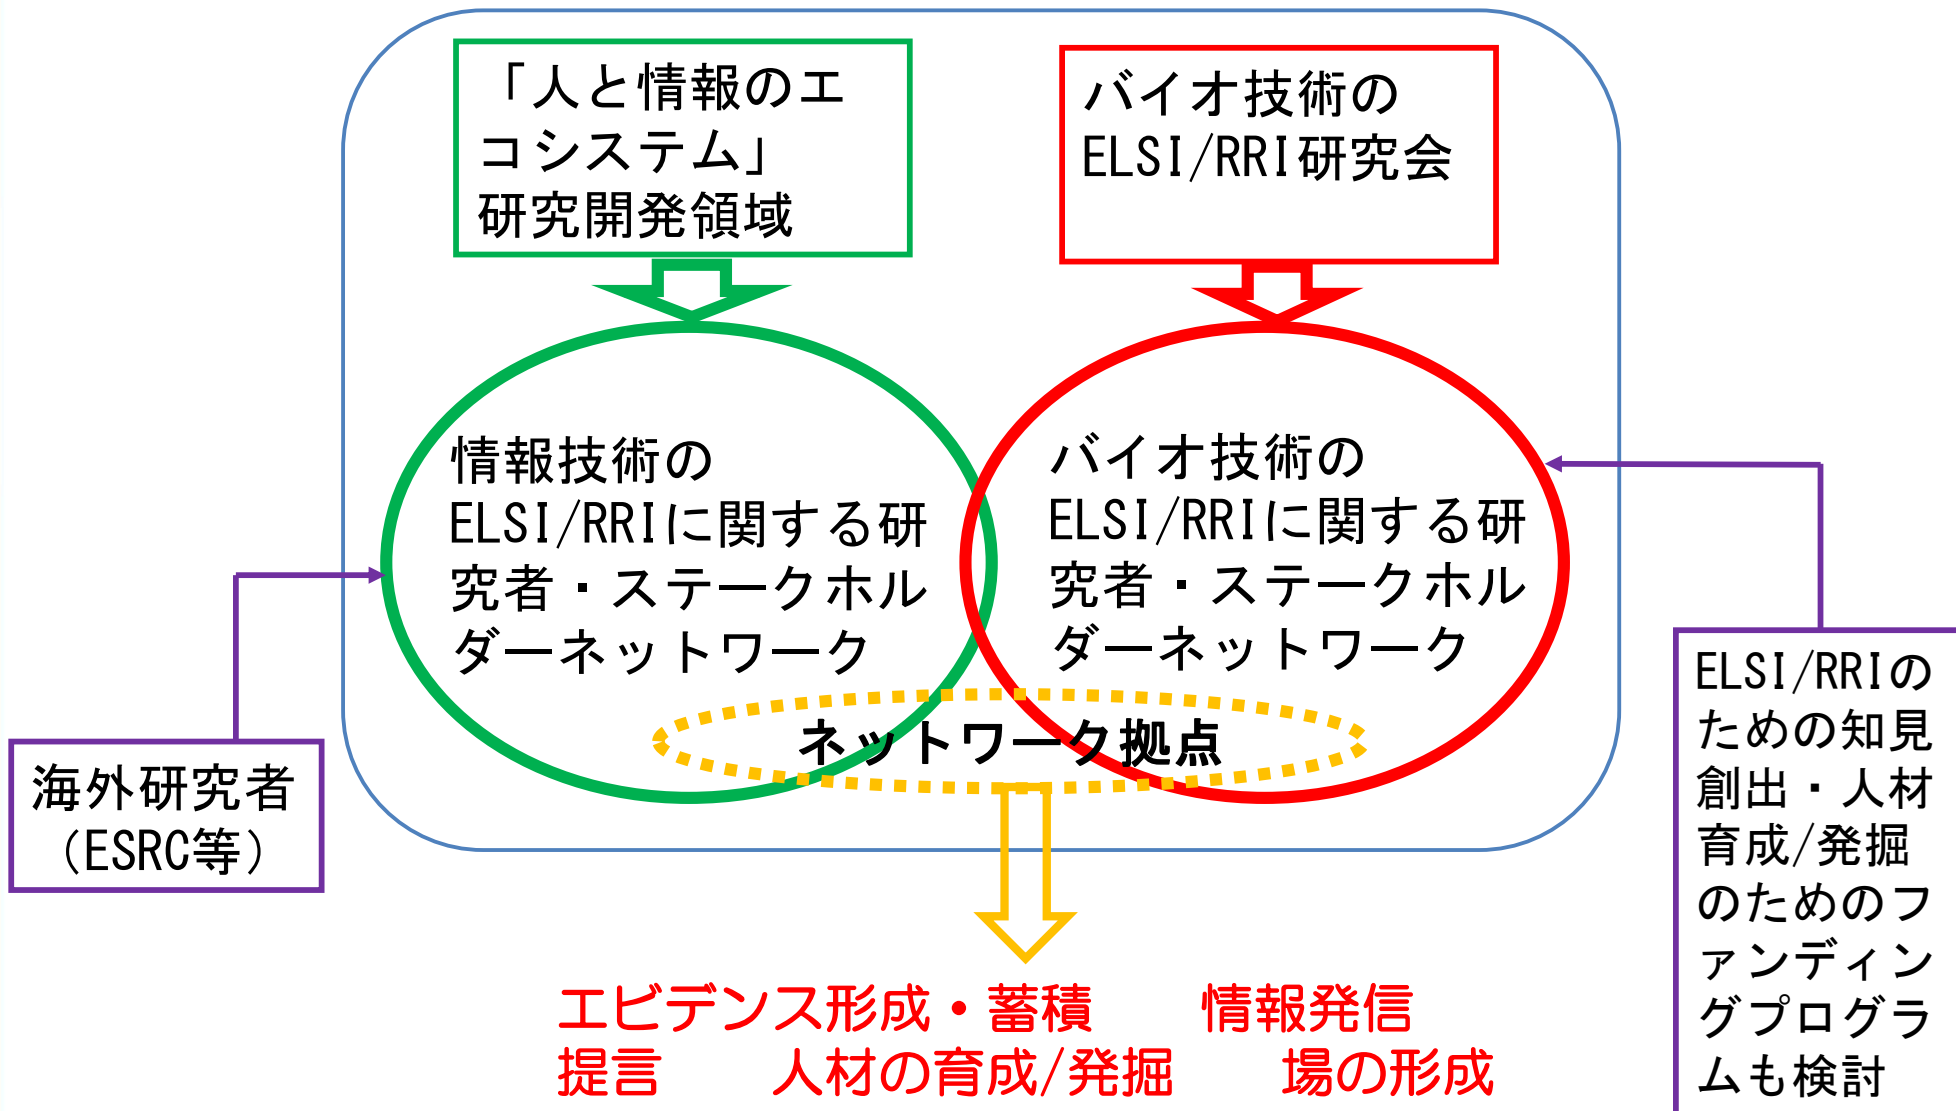 「人と情報のエ
コシステム」
研究開発領域
バイオ技術の
ELSI/RRI研究会
情報技術の
ELSI/RRIに関する研
究者・ステークホル
ダーネットワーク
バイオ技術の
ELSI/RRIに関する研
究者・ステークホル
ダーネットワーク
ネットワーク拠点
海外研究者
（ESRC等）
ELSI/RRIの
ための知見
創出・人材
育成/発掘
のためのフ
ァンディン
グプログラ
ムも検討
エビデンス形成・蓄積　　情報発信
提言　　人材の育成/発掘　　場の形成